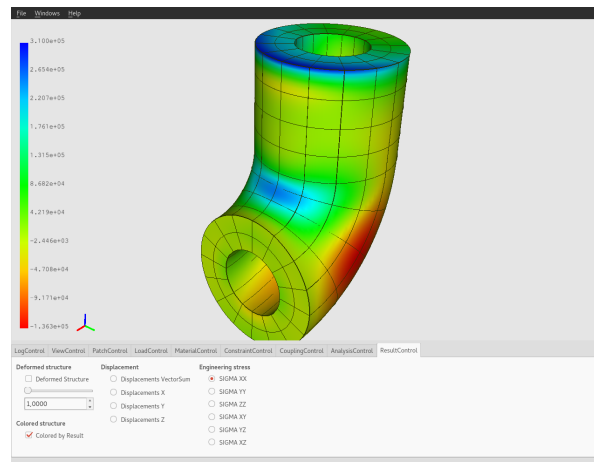 File Windows Help
3.100e+05
2.654e+05
2.207e+05
1.761e+05
1.315e+05
8.682e+04
4.219e+04
-2.446e+03
-4.708e+04
-9.171e+04
-1.363e+05
LogControl ViewControl PatchControl LoadControl MaterialControl ConstraintControl CouplingControl AnalysisControl ResultControl
Deformed structure Displacement Engineering stress
Deformed Structure Displacements VectorSum SIGMA XX
Displacements X SIGMA YY
1,0000 Displacements Y SIGMA ZZ
Displacements Z SIGMA XY
Colored structure
SIGMA YZ
Colored by Result
SIGMA XZ